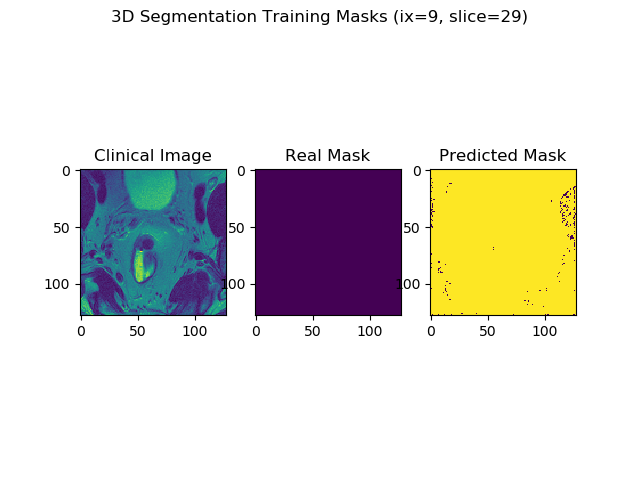 3D Segmentation Training Masks (ix=9, slice=29)
Clinical Image Real Mask Predicted Mask
0 0 0
50 50 50
100 100 100
0 50 100 0 50 100 0 50 100